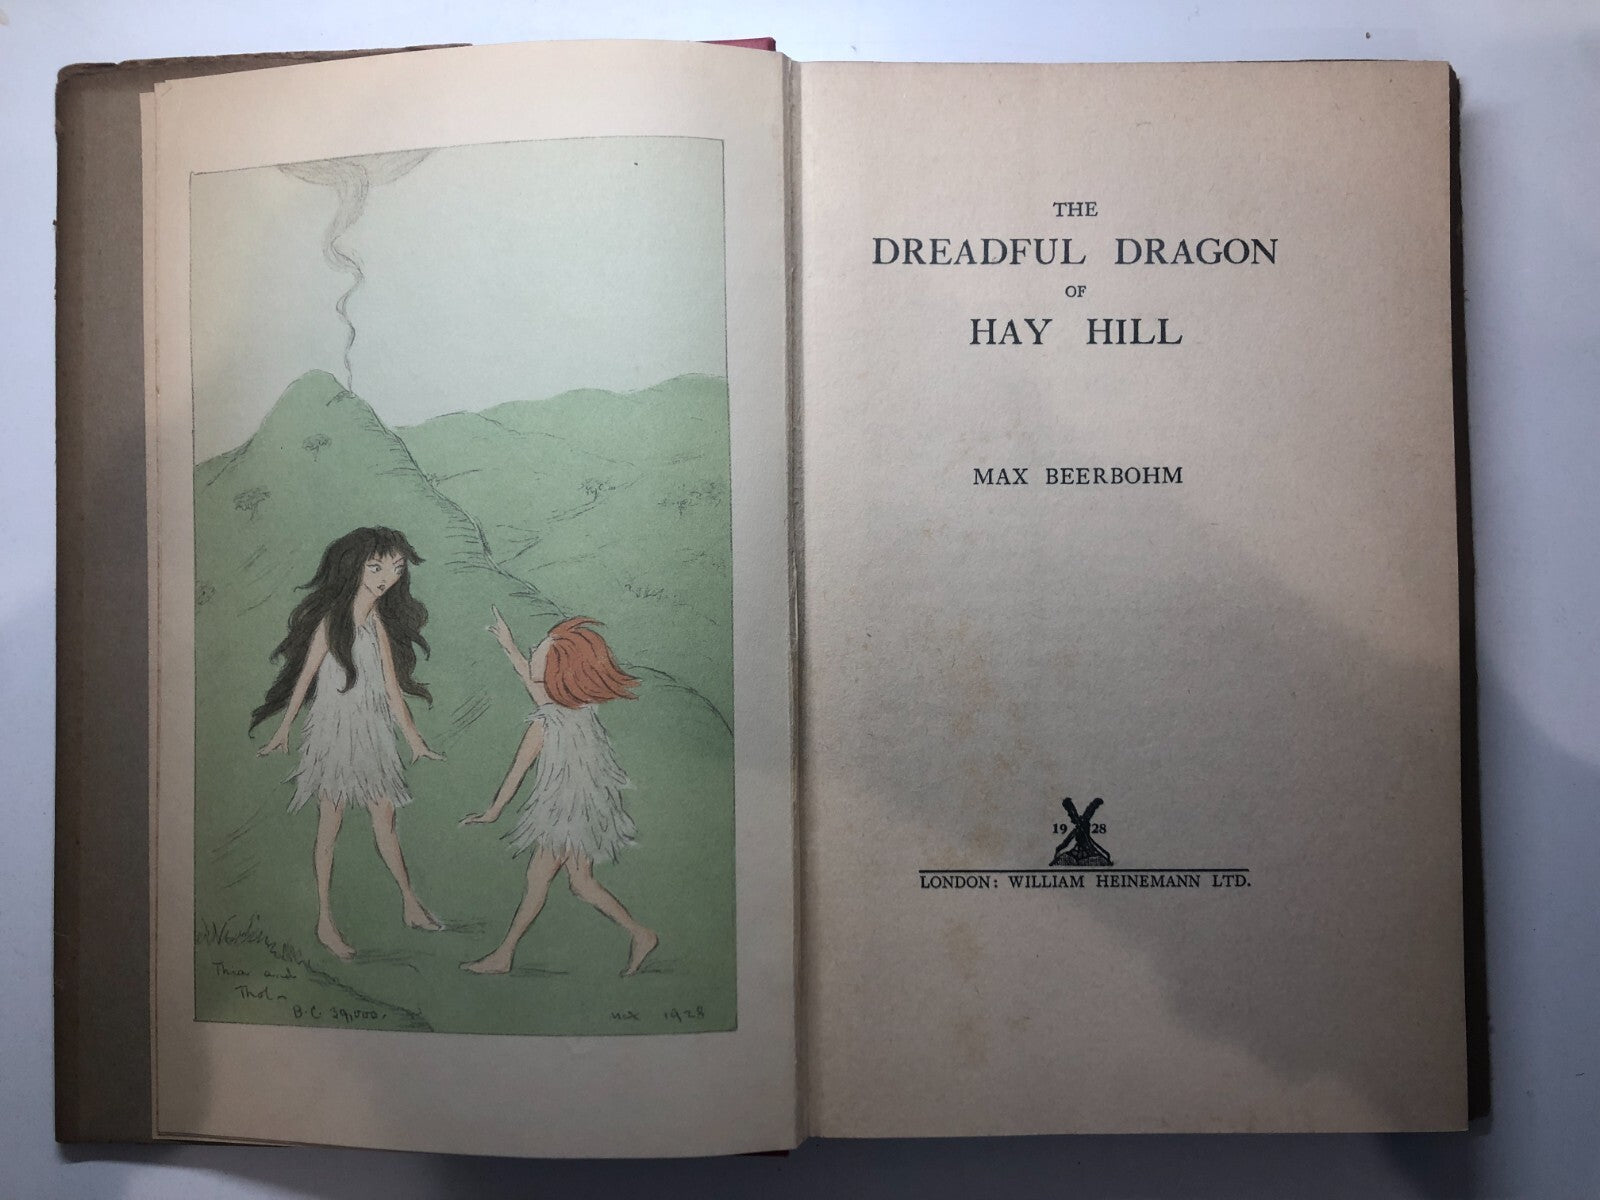 Thia and
Thol—
B.C. 39,000.
Max 1928
THE
DREADFUL DRAGON
OF
HAY HILL
MAX BEERBOHM
19 28
LONDON: WILLIAM HEINEMANN LTD.